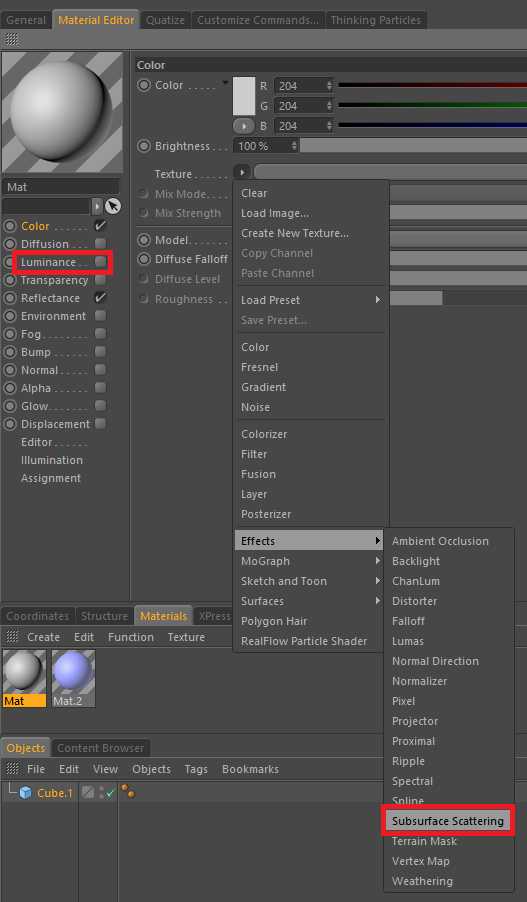 General Material Editor Quatize Customize Commands... Thinking Particles
Color
Color R 204
G 204
B 204
Brightness 100 %
Texture
Mix Mode
Mix Strength
Model
Diffuse Falloff
Diffuse Level
Roughness
Mat
Color
Diffusion
Luminance
Transparency
Reflectance
Environment
Fog
Bump
Normal
Alpha
Glow
Displacement
Editor
Illumination
Assignment
Clear
Load Image...
Create New Texture...
Copy Channel
Paste Channel
Load Preset
Save Preset...
Color
Fresnel
Gradient
Noise
Colorizer
Filter
Fusion
Layer
Posterizer
Effects
MoGraph
Sketch and Toon
Surfaces
Polygon Hair
RealFlow Particle Shader
Ambient Occlusion
Backlight
ChanLum
Distorter
Falloff
Lumas
Normal Direction
Normalizer
Pixel
Projector
Proximal
Ripple
Spectral
Spline
Subsurface Scattering
Terrain Mask
Vertex Map
Weathering
Coordinates Structure Materials XPress
Create Edit Function Texture
Mat Mat.2
Objects Content Browser
File Edit View Objects Tags Bookmarks
Cube.1